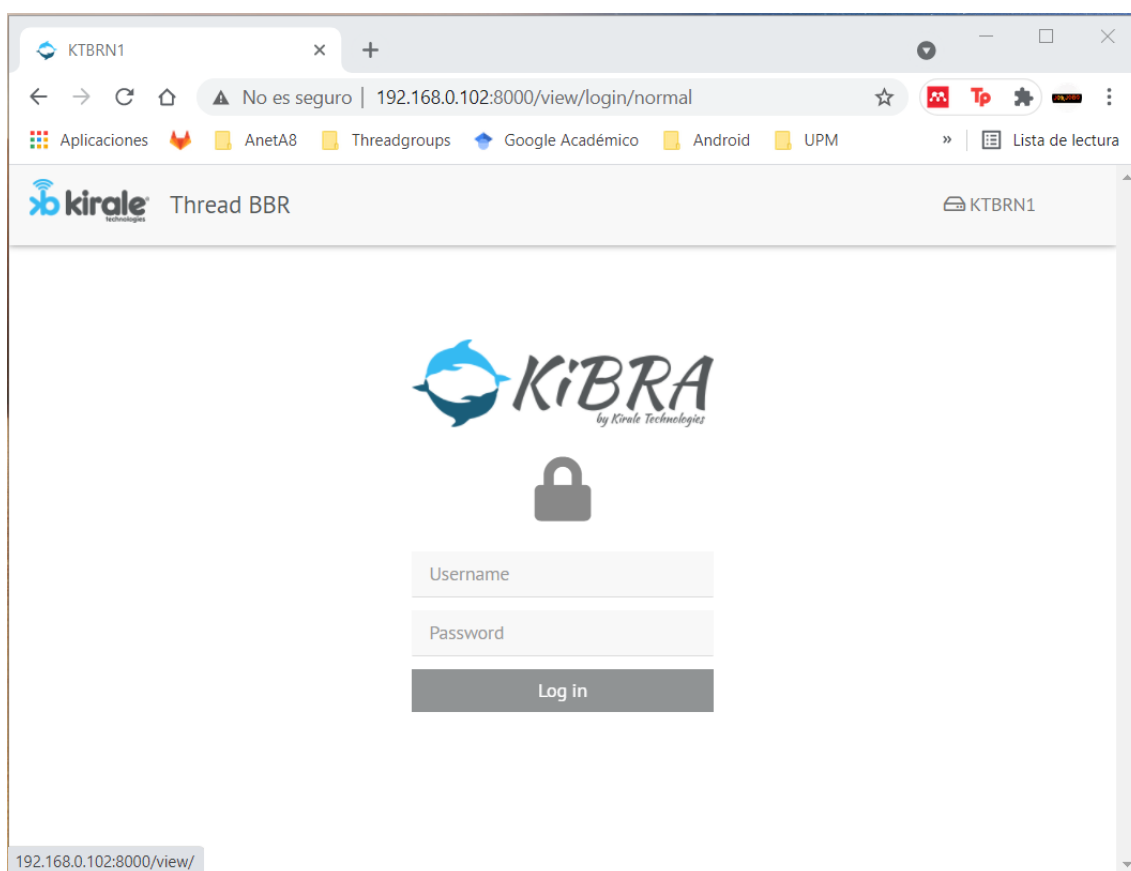 KTBRN1
No es seguro | 192.168.0.102:8000/view/login/normal
Tp
Aplicaciones AnetA8 Threadgroups Google Académico Android UPM » Lista de lectura
kb kirale technologies Thread BBR KTBRN1
KiBRA
by Kirale Technologies
Username
Password
Log in
192.168.0.102:8000/view/